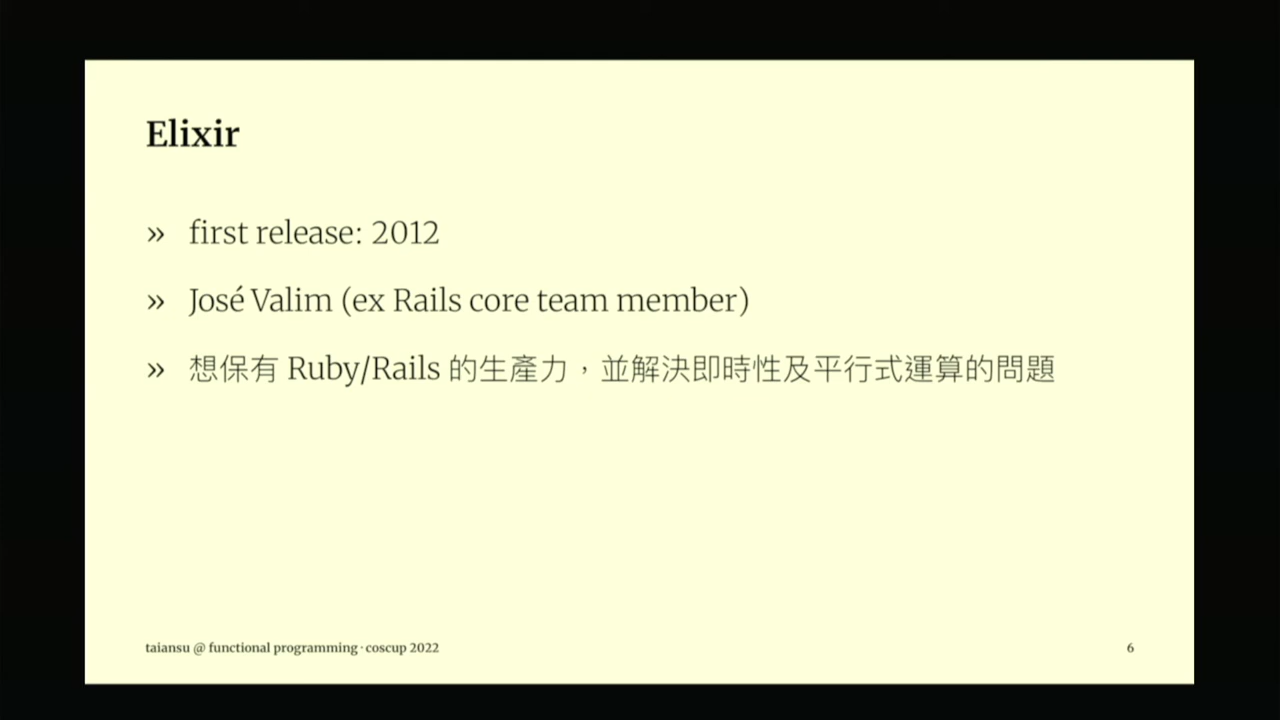 Elixir
» first release: 2012
» José Valim (ex Rails core team member)
» 想保有 Ruby/Rails 的生產力，並解決即時性及平行式運算的問題
taiansu @ functional programming · coscup 2022
6